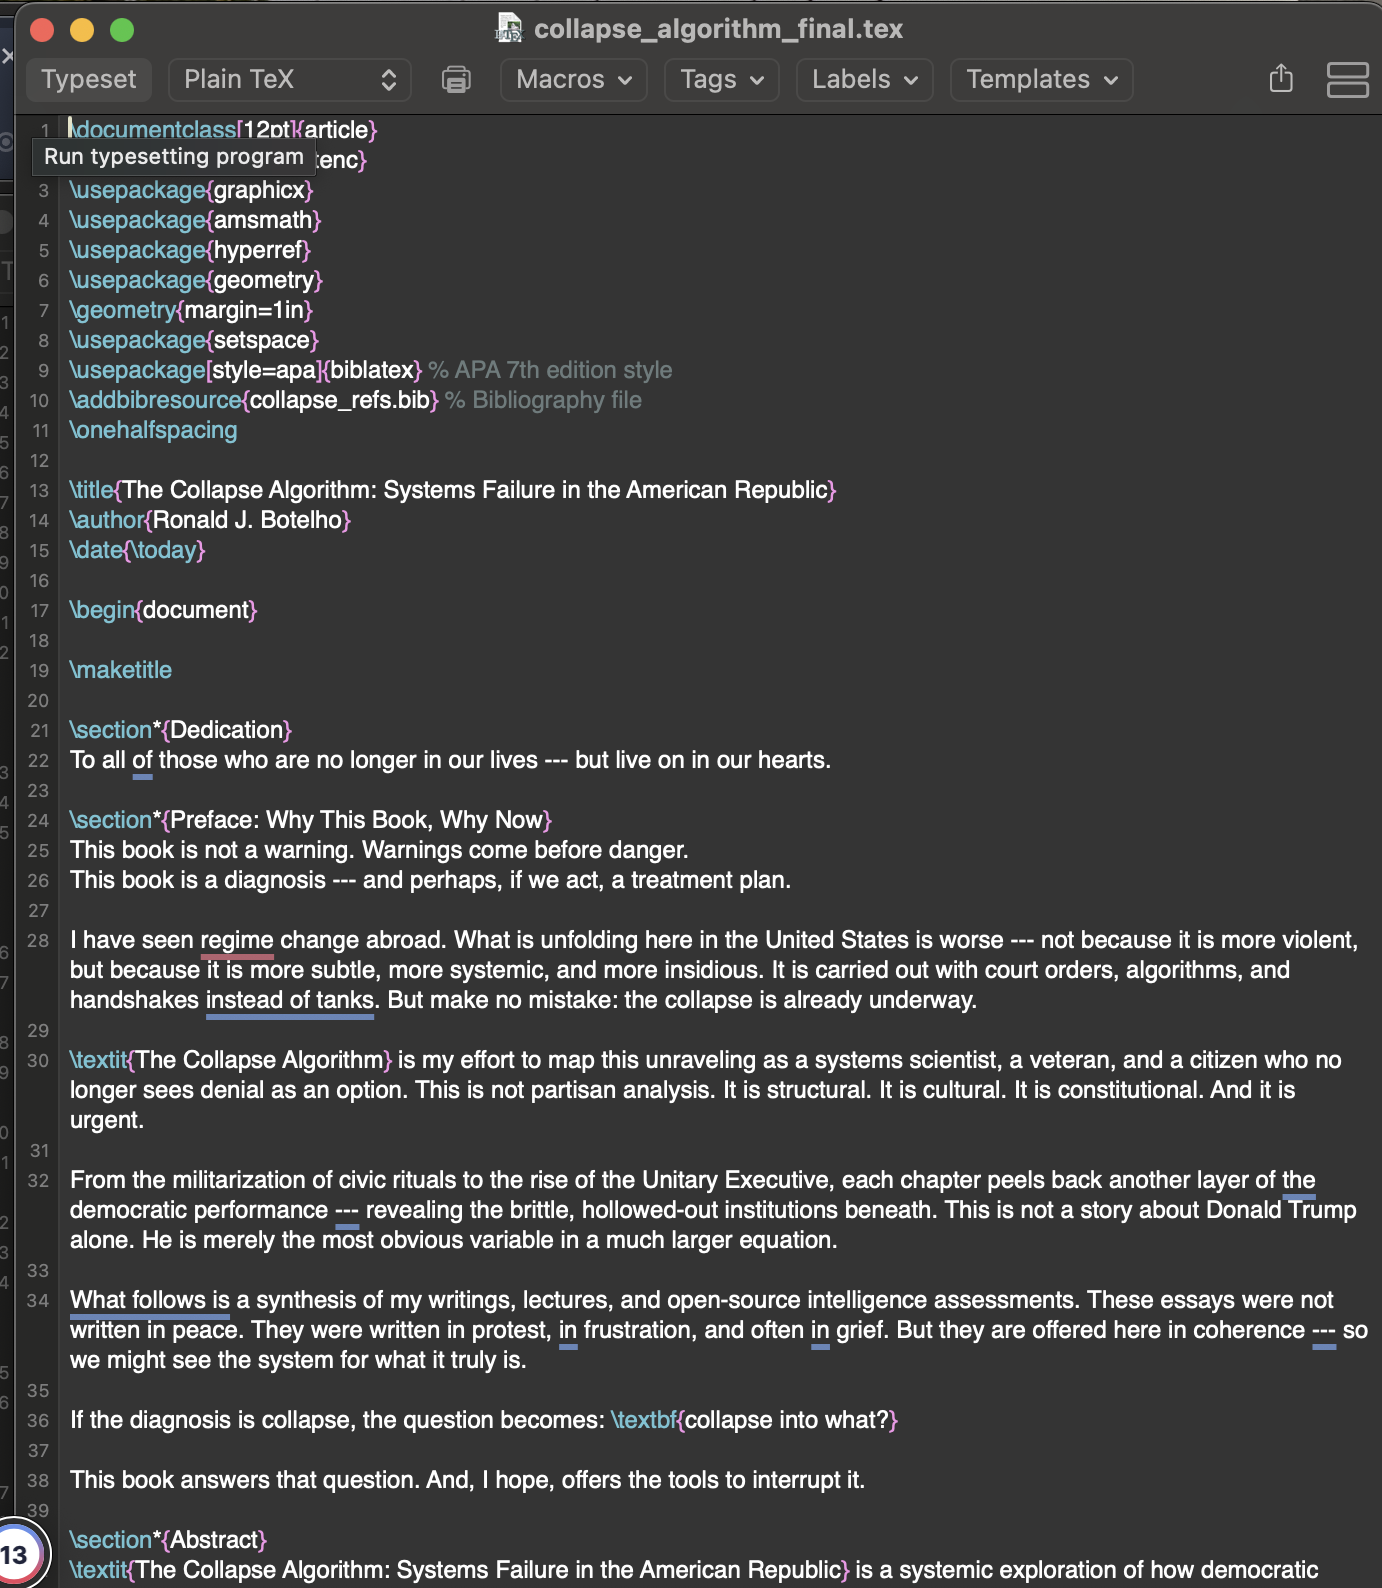 collapse_algorithm_final.tex
Typeset Plain TeX Macros Tags Labels Templates
1 \documentclass[12pt]{article}
Run typesetting program tenc}
3 \usepackage{graphicx}
4 \usepackage{amsmath}
5 \usepackage{hyperref}
6 \usepackage{geometry}
7 \geometry{margin=1in}
8 \usepackage{setspace}
9 \usepackage[style=apa]{biblatex} % APA 7th edition style
10 \addbibresource{collapse_refs.bib} % Bibliography file
11 \onehalfspacing
12
13 \title{The Collapse Algorithm: Systems Failure in the American Republic}
14 \author{Ronald J. Botelho}
15 \date{\today}
16
17 \begin{document}
18
19 \maketitle
20
21 \section*{Dedication}
22 To all of those who are no longer in our lives --- but live on in our hearts.
23
24 \section*{Preface: Why This Book, Why Now}
25 This book is not a warning. Warnings come before danger.
26 This book is a diagnosis --- and perhaps, if we act, a treatment plan.
27
28 I have seen regime change abroad. What is unfolding here in the United States is worse --- not because it is more violent,
but because it is more subtle, more systemic, and more insidious. It is carried out with court orders, algorithms, and
handshakes instead of tanks. But make no mistake: the collapse is already underway.
29
30 \textit{The Collapse Algorithm} is my effort to map this unraveling as a systems scientist, a veteran, and a citizen who no
longer sees denial as an option. This is not partisan analysis. It is structural. It is cultural. It is constitutional. And it is
urgent.
31
32 From the militarization of civic rituals to the rise of the Unitary Executive, each chapter peels back another layer of the
democratic performance --- revealing the brittle, hollowed-out institutions beneath. This is not a story about Donald Trump
alone. He is merely the most obvious variable in a much larger equation.
33
34 What follows is a synthesis of my writings, lectures, and open-source intelligence assessments. These essays were not
written in peace. They were written in protest, in frustration, and often in grief. But they are offered here in coherence --- so
we might see the system for what it truly is.
35
36 If the diagnosis is collapse, the question becomes: \textbf{collapse into what?}
37
38 This book answers that question. And, I hope, offers the tools to interrupt it.
39
\section*{Abstract}
13 \textit{The Collapse Algorithm: Systems Failure in the American Republic} is a systemic exploration of how democratic